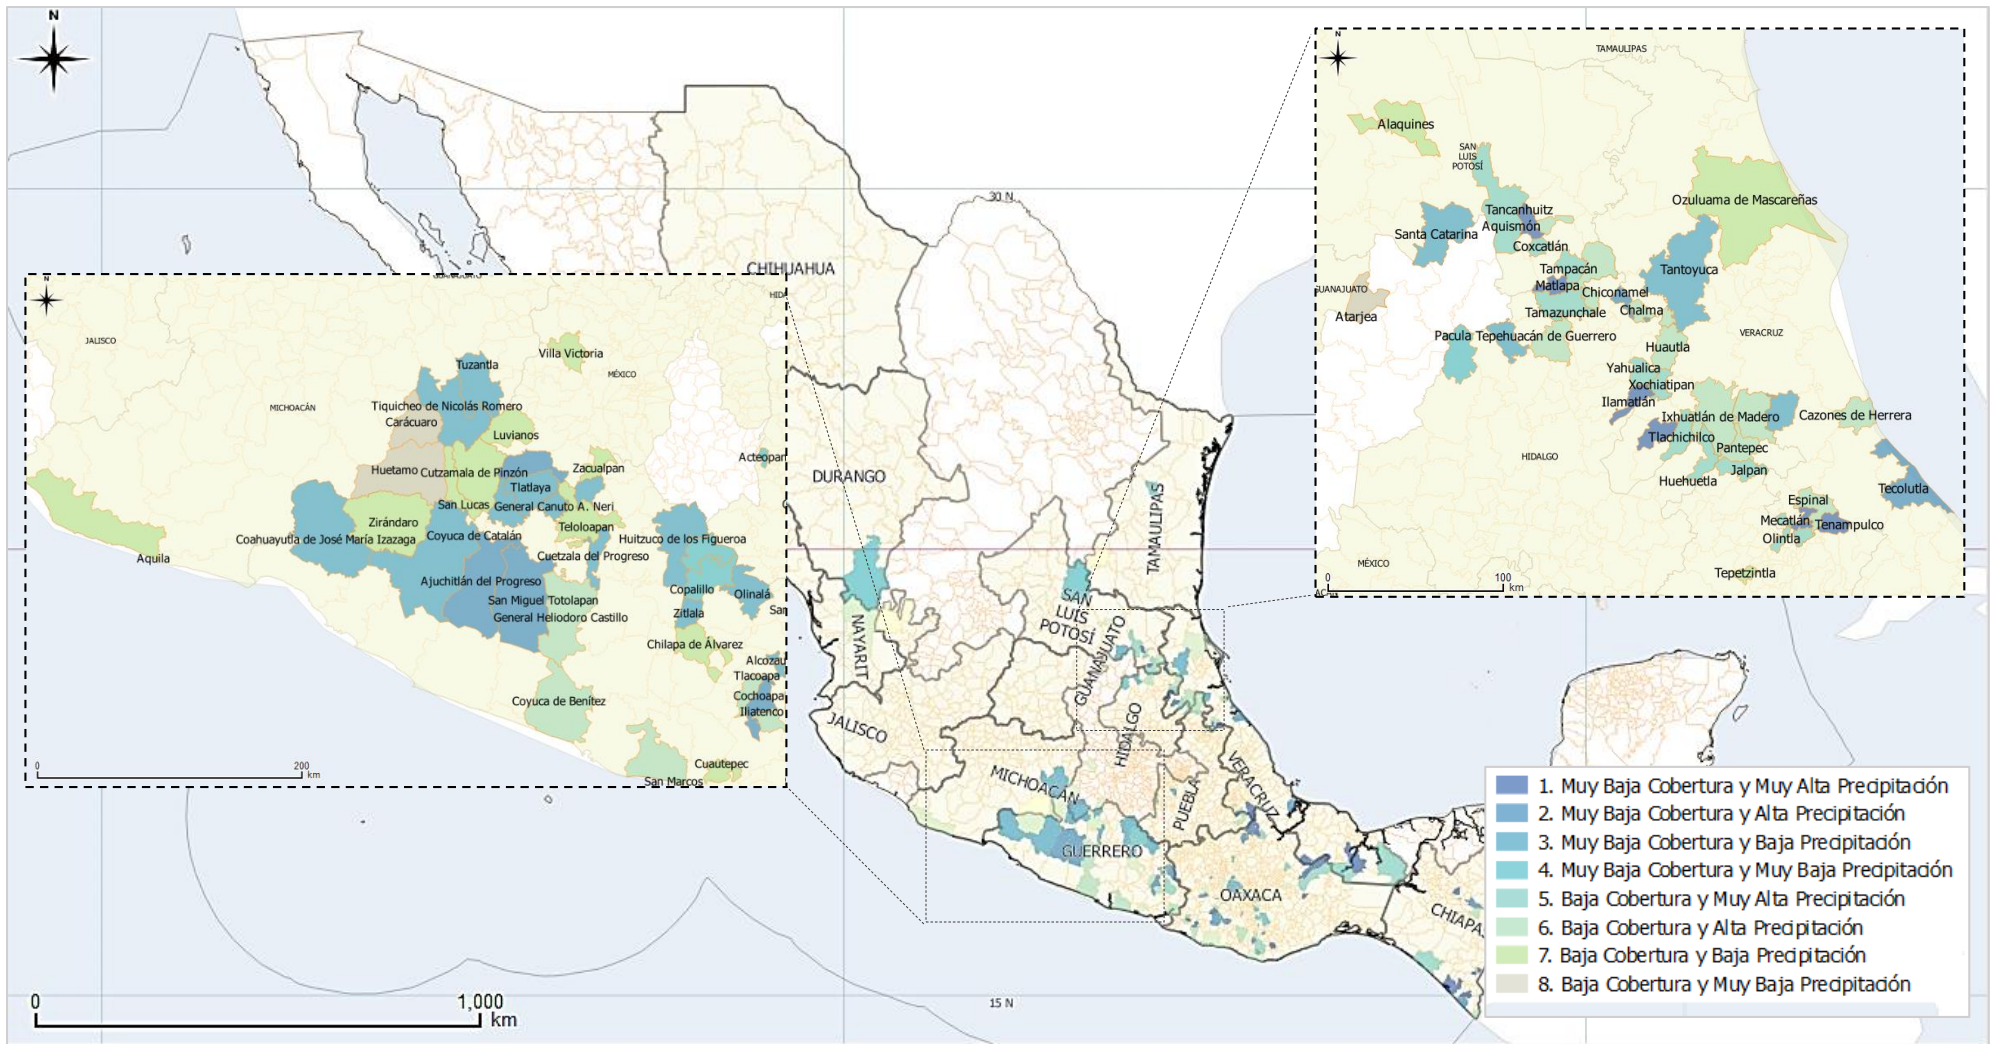 N
30 N
15 N
CHIHUAHUA
DURANGO
NAYARIT
JALISCO
TAMAULIPAS
SAN
LUIS
POTOSÍ
GUANAJUATO
HIDALGO
MICHOACÁN
PUEBLA
VERACRUZ
GUERRERO
OAXACA
CHIAPA
0
1,000
km
N
JALISCO
MICHOACÁN
MÉXICO
HID
Villa Victoria
Tuzantla
Tiquicheo de Nicolás Romero
Carácuaro
Luvianos
Huetamo
Cutzamala de Pinzón
Zacualpan
Acteopan
Tlatlaya
San Lucas
General Canuto A. Neri
Zirándaro
Teloloapan
Coahuayutla de José María Izazaga
Coyuca de Catalán
Huitzuco de los Figueroa
Aquila
Cuetzala del Progreso
Ajuchitlán del Progreso
Copalillo
Olinalá
San Miguel Totolapan
Zitlala
San
General Heliodoro Castillo
Chilapa de Álvarez
Alcozau
Tlacoapa
Cochoapa
Iliatenco
Coyuca de Benítez
Cuautepec
San Marcos
0
200
km
N
TAMAULIPAS
Alaquines
SAN
LUIS
POTOSÍ
Ozuluama de Mascareñas
Tancanhuitz
Aquismón
Santa Catarina
Coxcatlán
Tampacán
Tantoyuca
Matlapa
Chiconamel
GUANAJUATO
Atarjea
Tamazunchale
Chalma
VERACRUZ
Pacula
Tepehuacán de Guerrero
Huautla
Yahualica
Xochiatipan
Ilamatlán
Ixhuatlán de Madero
Cazones de Herrera
Tlachichilco
Pantepec
HIDALGO
Jalpan
Huehuetla
Tecolutla
Espinal
Mecatlán
Tenampulco
Olintla
MÉXICO
Tepetzintla
0
100
km
1. Muy Baja Cobertura y Muy Alta Precipitación
2. Muy Baja Cobertura y Alta Precipitación
3. Muy Baja Cobertura y Baja Precipitación
4. Muy Baja Cobertura y Muy Baja Precipitación
5. Baja Cobertura y Muy Alta Precipitación
6. Baja Cobertura y Alta Precipitación
7. Baja Cobertura y Baja Precipitación
8. Baja Cobertura y Muy Baja Precipitación